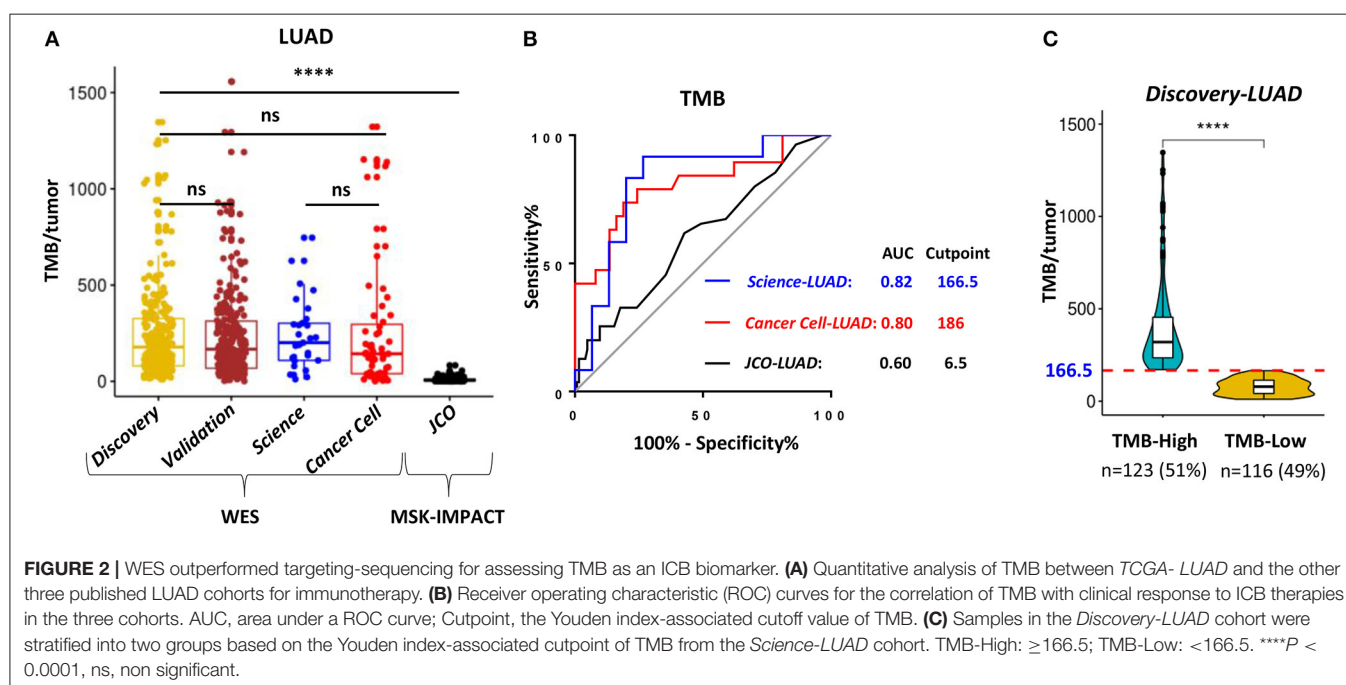 A
LUAD
****
ns
ns
ns
TMB/tumor
1500
1000
500
0
Discovery
Validation
Science
Cancer Cell
JCO
WES
MSK-IMPACT
B
TMB
Sensitivity%
100
50
0
0
50
100
100% - Specificity%
AUC Cutpoint
Science-LUAD: 0.82 166.5
Cancer Cell-LUAD: 0.80 186
JCO-LUAD: 0.60 6.5
C
Discovery-LUAD
****
TMB/tumor
1500
1000
500
166.5
0
TMB-High TMB-Low
n=123 (51%) n=116 (49%)
FIGURE 2 | WES outperformed targeting-sequencing for assessing TMB as an ICB biomarker. (A) Quantitative analysis of TMB between TCGA- LUAD and the other
three published LUAD cohorts for immunotherapy. (B) Receiver operating characteristic (ROC) curves for the correlation of TMB with clinical response to ICB therapies
in the three cohorts. AUC, area under a ROC curve; Cutpoint, the Youden index-associated cutoff value of TMB. (C) Samples in the Discovery-LUAD cohort were
stratified into two groups based on the Youden index-associated cutpoint of TMB from the Science-LUAD cohort. TMB-High: ≥166.5; TMB-Low: <166.5. ****P <
0.0001, ns, non significant.